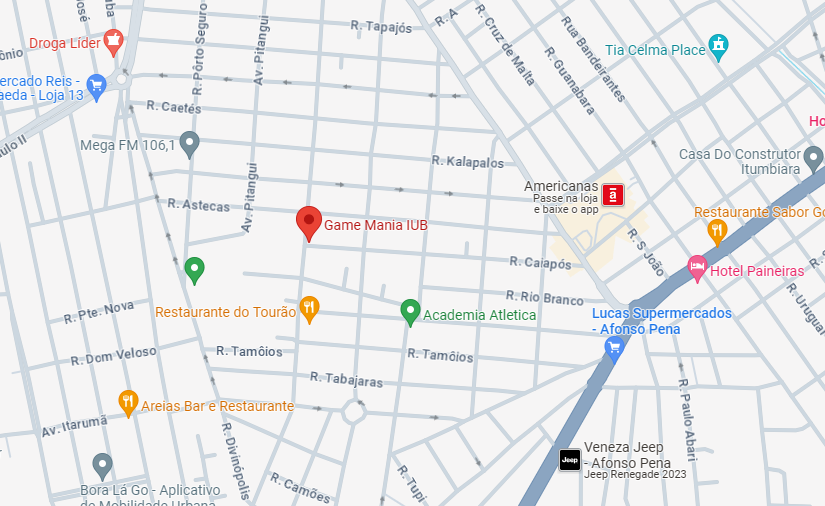 R. Tapajós
R. A
R. Cruz de Malta
Rua Bandeirantes
R. Guanabara
Tia Celma Place
Droga Líder
R. Pôrto Seguro
Av. Pitangui
ônio
José
ercado Reis -
aeda - Loja 13
R. Caetés
Ho
ulo II
Mega FM 106,1
R. Kalapalos
Casa Do Construtor
Itumbiara
Americanas
Passe na loja
e baixe o app
Av. Pitangui
R. Astecas
Game Mania IUB
Restaurante Sabor Go
R. S João
R. Caiapós
Hotel Paineiras
R. Rio Branco
R. Uruguai
R. Pte. Nova
Restaurante do Tourão
Academia Atletica
Lucas Supermercados
- Afonso Pena
R. Dom Veloso
R. Tamôios
R. Tamôios
R. Tabajaras
R. Paulo Abari
Areias Bar e Restaurante
Av. Itarumã
R. Divinópolis
Jeep
Veneza Jeep
- Afonso Pena
Jeep Renegade 2023
Bora Lá Go - Aplicativo
de Mobilidade Urbana
R. Camões
R. Tupi